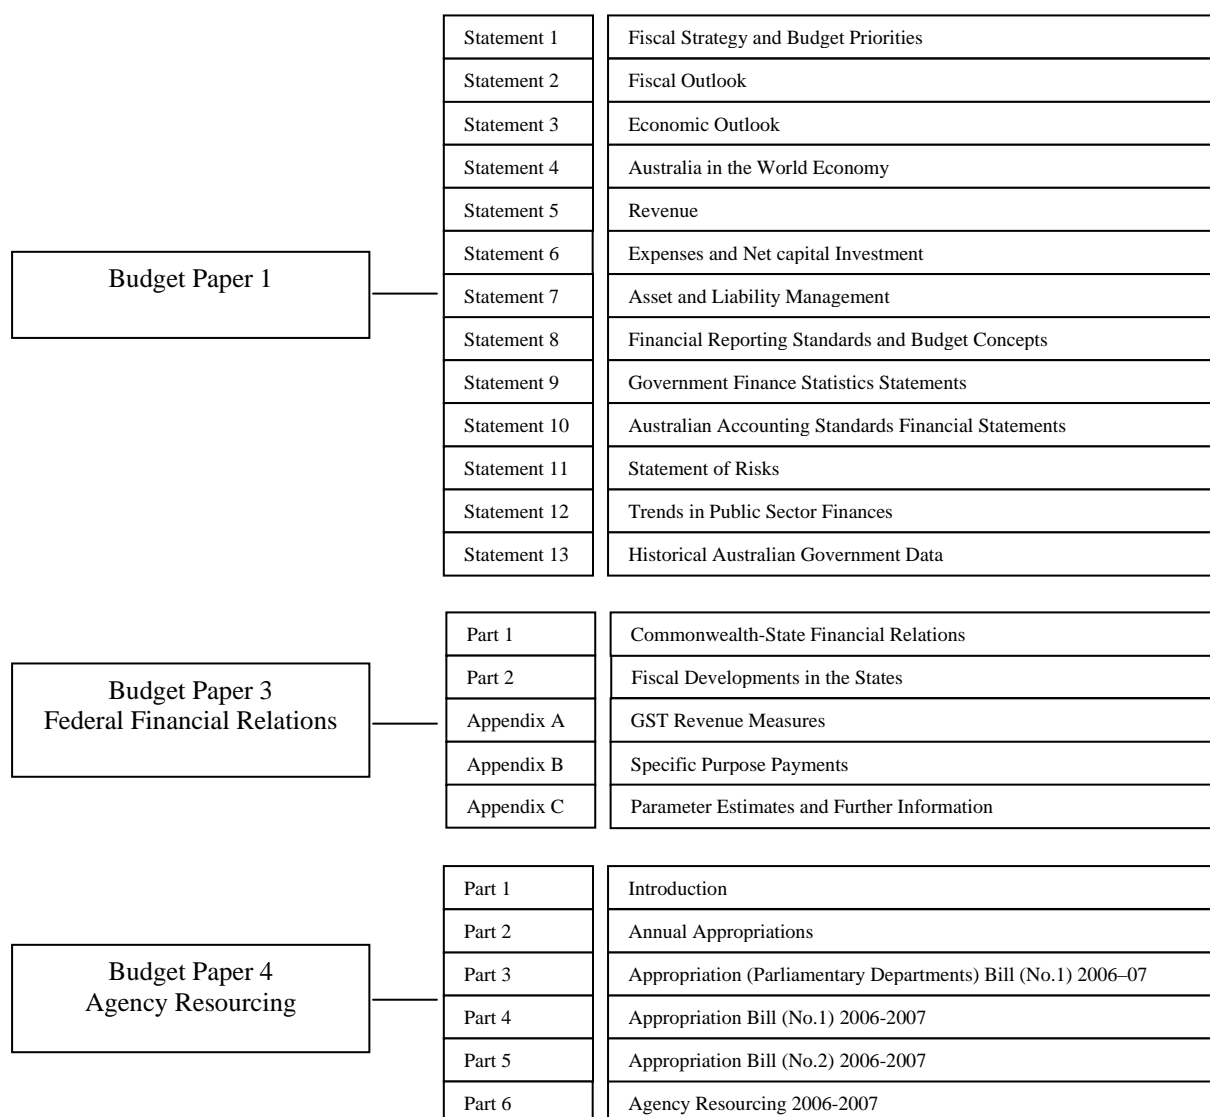 Statement 1 Fiscal Strategy and Budget Priorities
Statement 2 Fiscal Outlook
Statement 3 Economic Outlook
Statement 4 Australia in the World Economy
Statement 5 Revenue
Budget Paper 1
Statement 6 Expenses and Net capital Investment
Statement 7 Asset and Liability Management
Statement 8 Financial Reporting Standards and Budget Concepts
Statement 9 Government Finance Statistics Statements
Statement 10 Australian Accounting Standards Financial Statements
Statement 11 Statement of Risks
Statement 12 Trends in Public Sector Finances
Statement 13 Historical Australian Government Data
Budget Paper 3
Federal Financial Relations
Part 1 Commonwealth-State Financial Relations
Part 2 Fiscal Developments in the States
Appendix A GST Revenue Measures
Appendix B Specific Purpose Payments
Appendix C Parameter Estimates and Further Information
Budget Paper 4
Agency Resourcing
Part 1 Introduction
Part 2 Annual Appropriations
Part 3 Appropriation (Parliamentary Departments) Bill (No.1) 2006–07
Part 4 Appropriation Bill (No.1) 2006-2007
Part 5 Appropriation Bill (No.2) 2006-2007
Part 6 Agency Resourcing 2006-2007